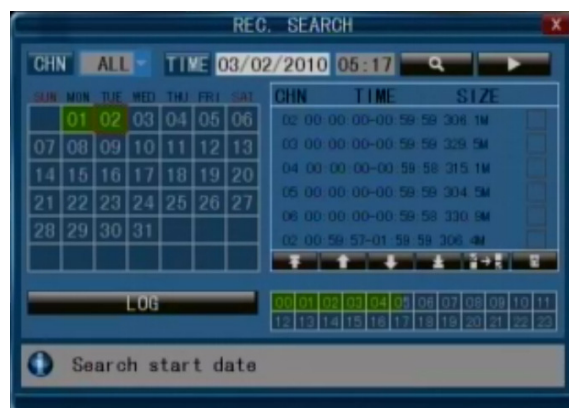 REC. SEARCH
X
CHN ALL TIME 03/02/2010 05:17
SUN MON TUE WED THU FRI SAT
01 02 03 04 05 06
07 08 09 10 11 12 13
14 15 16 17 18 19 20
21 22 23 24 25 26 27
28 29 30 31
CHN TIME SIZE
02 00:00:00-00:59:59 306.1M
03 00:00:00-00:59:59 329.5M
04 00:00:00-00:59:58 315.1M
05 00:00:00-00:59:59 304.5M
06 00:00:00-00:59:58 330.9M
02 00:59:57-01:59:59 306.4M
LOG
00 01 02 03 04 05 06 07 08 09 10 11
12 13 14 15 16 17 18 19 20 21 22 23
Search start date